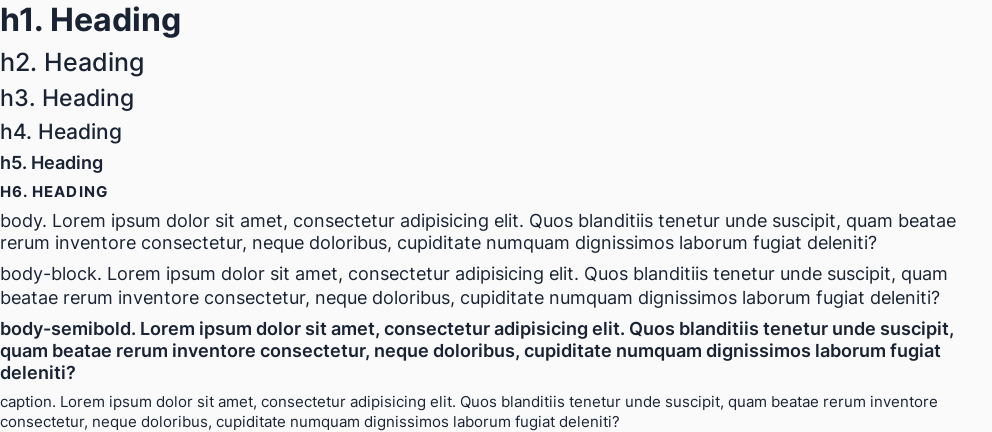 h1. Heading
h2. Heading
h3. Heading
h4. Heading
h5. Heading
H6. HEADING
body. Lorem ipsum dolor sit amet, consectetur adipisicing elit. Quos blanditiis tenetur unde suscipit, quam beatae
rerum inventore consectetur, neque doloribus, cupiditate numquam dignissimos laborum fugiat deleniti?
body-block. Lorem ipsum dolor sit amet, consectetur adipisicing elit. Quos blanditiis tenetur unde suscipit, quam
beatae rerum inventore consectetur, neque doloribus, cupiditate numquam dignissimos laborum fugiat deleniti?
body-semibold. Lorem ipsum dolor sit amet, consectetur adipisicing elit. Quos blanditiis tenetur unde suscipit,
quam beatae rerum inventore consectetur, neque doloribus, cupiditate numquam dignissimos laborum fugiat
deleniti?
caption. Lorem ipsum dolor sit amet, consectetur adipisicing elit. Quos blanditiis tenetur unde suscipit, quam beatae rerum inventore
consectetur, neque doloribus, cupiditate numquam dignissimos laborum fugiat deleniti?